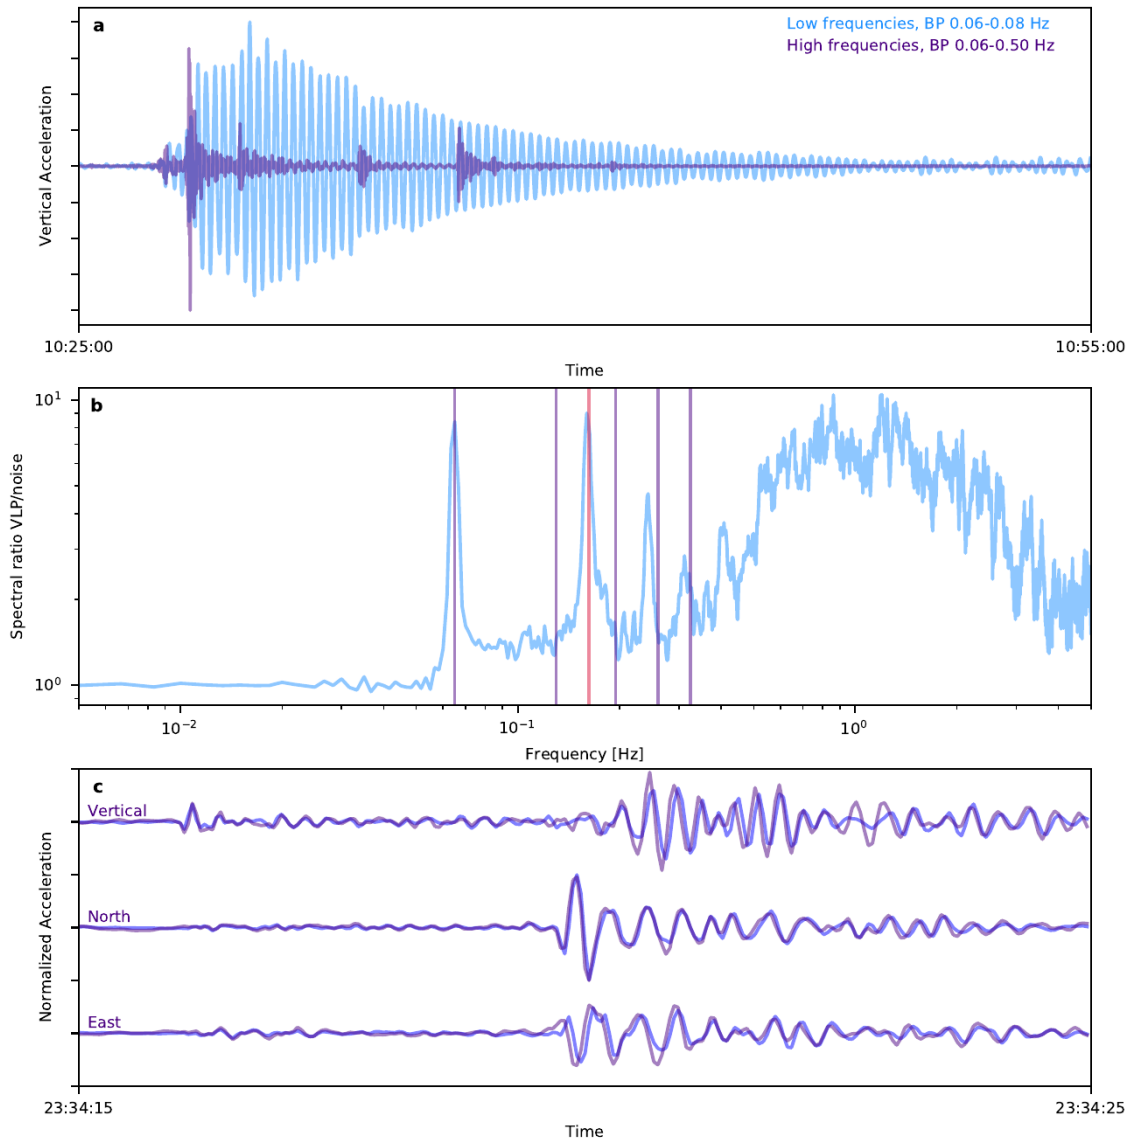 a
Low frequencies, BP 0.06-0.08 Hz
High frequencies, BP 0.06-0.50 Hz
Vertical Acceleration
10:25:00
10:55:00
Time
b
10¹
10⁰
Spectral ratio VLP/noise
10⁻²
10⁻¹
10⁰
Frequency [Hz]
c
Vertical
North
East
Normalized Acceleration
23:34:15
23:34:25
Time